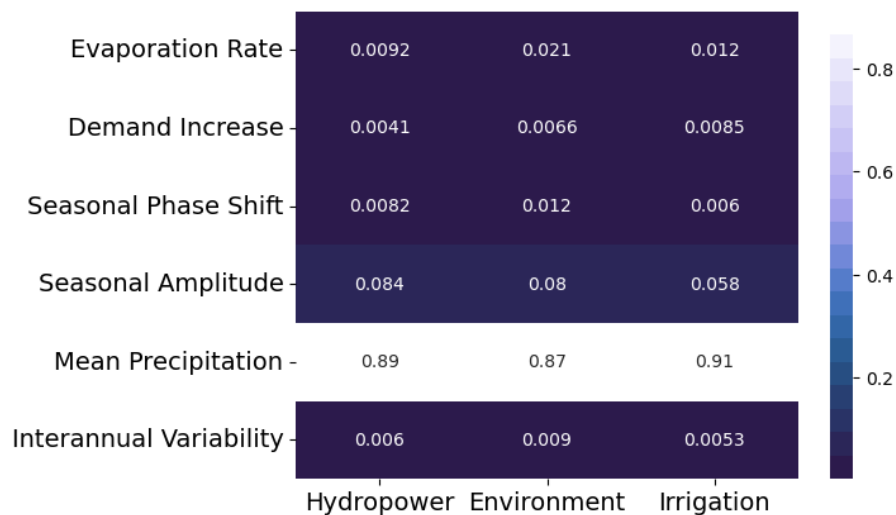 Evaporation Rate 0.0092 0.021 0.012
Demand Increase 0.0041 0.0066 0.0085
Seasonal Phase Shift 0.0082 0.012 0.006
Seasonal Amplitude 0.084 0.08 0.058
Mean Precipitation 0.89 0.87 0.91
Interannual Variability 0.006 0.009 0.0053
Hydropower Environment Irrigation
0.8
0.6
0.4
0.2